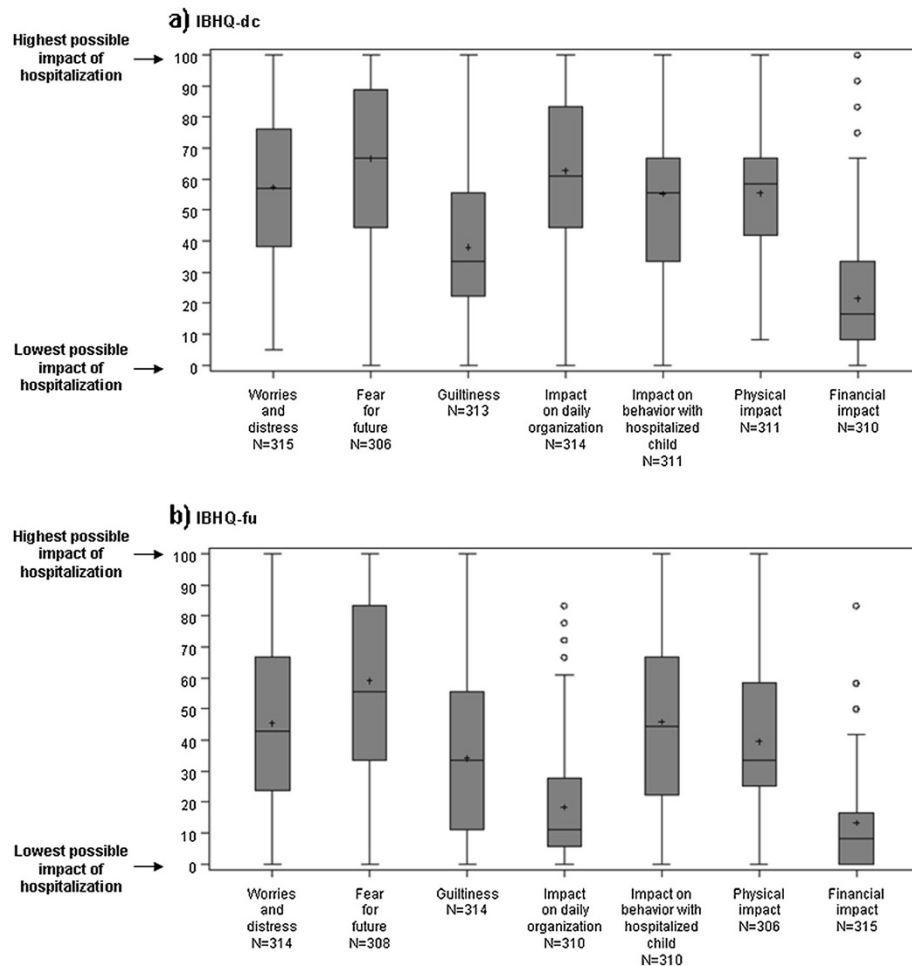 a) IBHQ-dc
Highest possible
impact of
hospitalization
100
90
80
70
60
50
40
30
20
10
0
Lowest possible
impact of
hospitalization
Worries
and
distress
N=315
Fear
for
future
N=306
Guiltiness
N=313
Impact
on daily
organization
N=314
Impact on
behavior with
hospitalized
child
N=311
Physical
impact
N=311
Financial
impact
N=310
b) IBHQ-fu
Highest possible
impact of
hospitalization
100
90
80
70
60
50
40
30
20
10
0
Lowest possible
impact of
hospitalization
Worries
and
distress
N=314
Fear
for
future
N=308
Guiltiness
N=314
Impact
on daily
organization
N=310
Impact on
behavior with
hospitalized
child
N=310
Physical
impact
N=306
Financial
impact
N=315